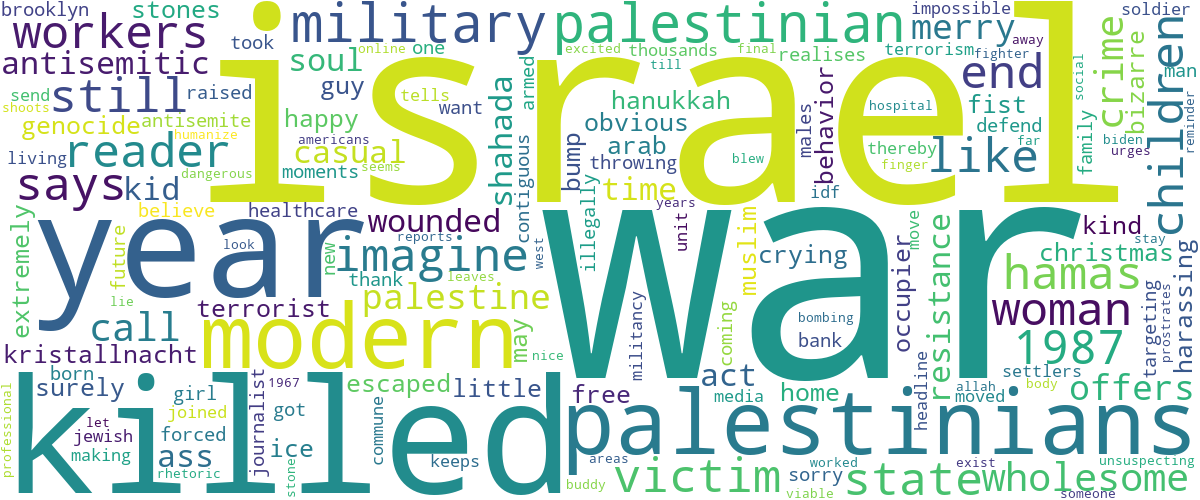 brooklyn stones military palestinian impossible soldier
workers took online one excited thousands final realises merry terrorism fighter away man
antisemitic soul till israel children
still raised guy tells armed hanukkah hospital end crime bizarre social
send want males fist
shoots genocide antisemite happy shahada obvious behavior defend family reminder
humanize americans arab thereby far biden
reader casual bump throwing blew idf finger like urges
living dangerous moments seems contiguous time
says kid years
believe healthcare wounded illegally unit muslim move resistance kind
extremely future year look reports west war crying occupier christmas stay
new imagine hamas
lie thank leaves targeting harassing
terrorist palestine militancy bombing woman prostrates
call modern may nice coming bank 1987
kristallnacht headline
born 1967 escaped little act settlers
professional surely girl journalist free media home allah moved body offers
killed joined got palestinians
let forced commune
jewish ice
making ass keeps areas worked exist unsuspecting
rhetoric stone victim sorry state wholesome
buddy viable someone